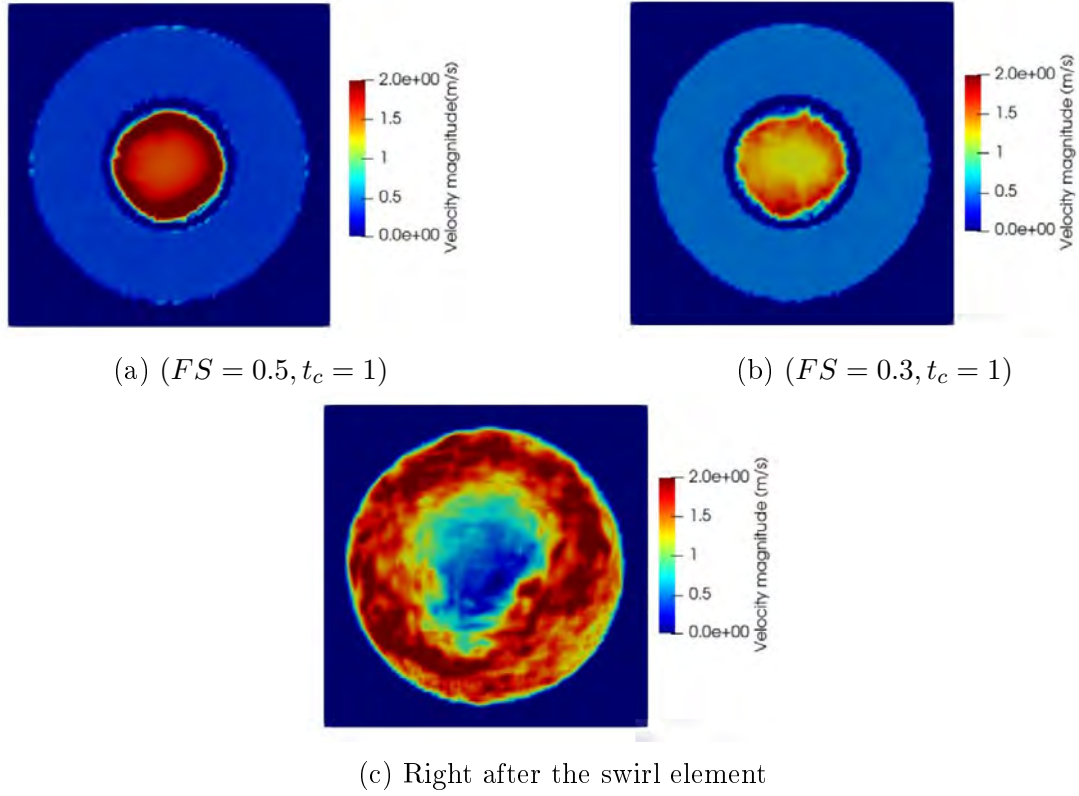 2.0e+00
1.5
1
0.5
0.0e+00
Velocity magnitude(m/s)
2.0e+00
1.5
1
0.5
0.0e+00
Velocity magnitude (m/s)
(a) (FS = 0.5, t_c = 1)
(b) (FS = 0.3, t_c = 1)
2.0e+00
1.5
1
0.5
0.0e+00
Velocity magnitude (m/s)
(c) Right after the swirl element